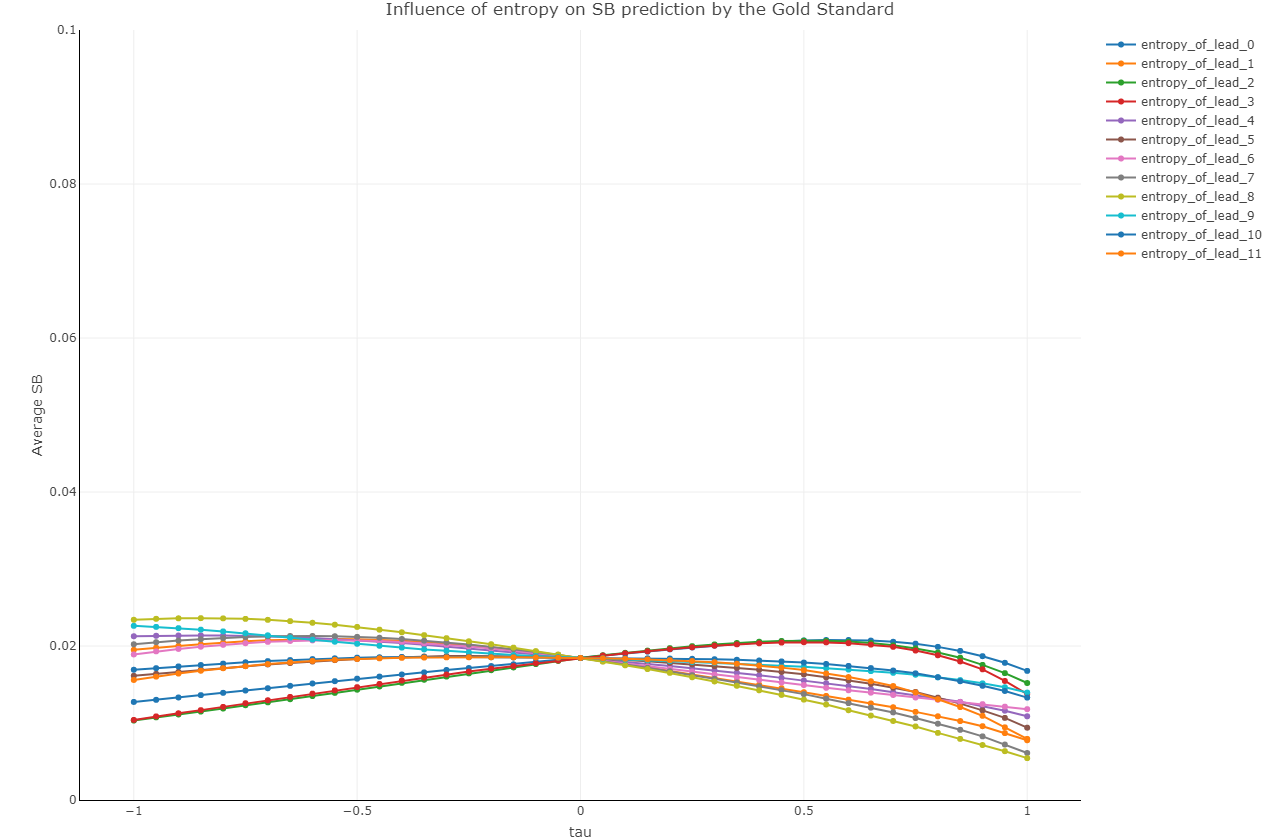 Influence of entropy on SB prediction by the Gold Standard
0.1
0.08
0.06
0.04
0.02
0
Average SB
−1
−0.5
0
0.5
1
tau
entropy_of_lead_0
entropy_of_lead_1
entropy_of_lead_2
entropy_of_lead_3
entropy_of_lead_4
entropy_of_lead_5
entropy_of_lead_6
entropy_of_lead_7
entropy_of_lead_8
entropy_of_lead_9
entropy_of_lead_10
entropy_of_lead_11